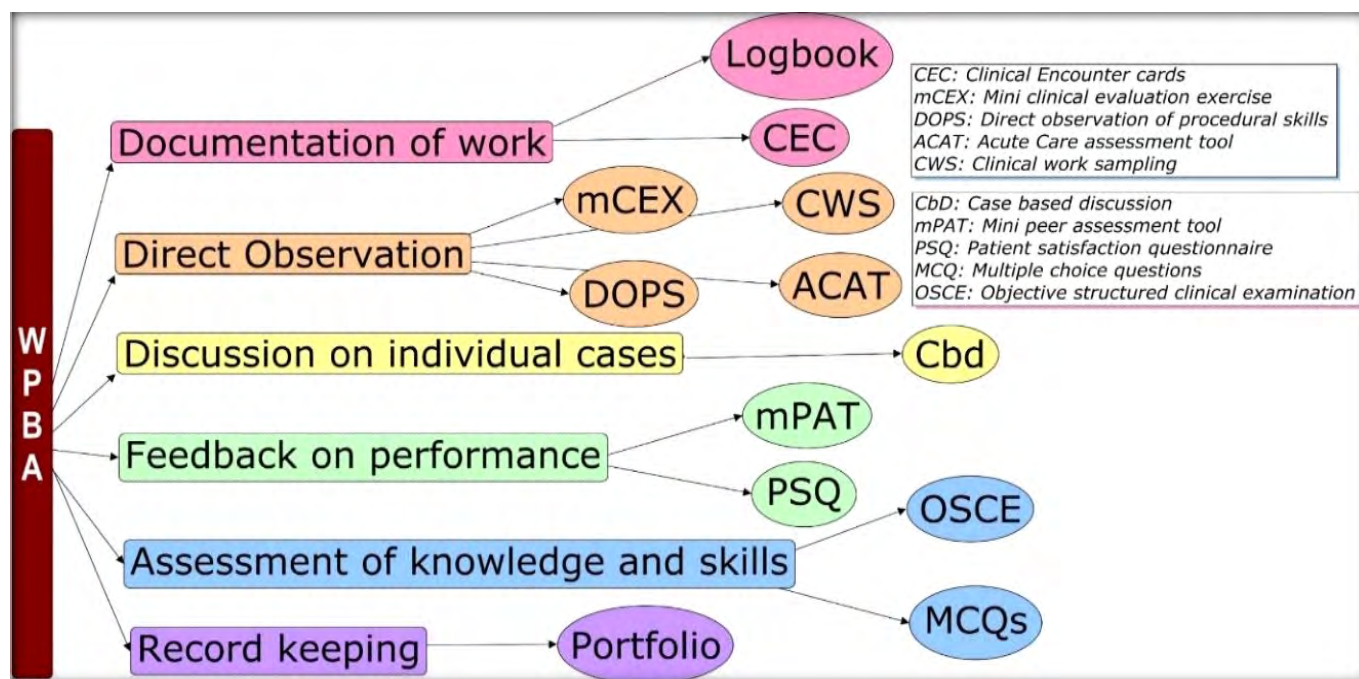 WPBA
Documentation of work
Logbook
CEC
Direct Observation
mCEX
CWS
DOPS
ACAT
Discussion on individual cases
Cbd
Feedback on performance
mPAT
PSQ
Assessment of knowledge and skills
OSCE
MCQs
Record keeping
Portfolio
CEC: Clinical Encounter cards
mCEX: Mini clinical evaluation exercise
DOPS: Direct observation of procedural skills
ACAT: Acute Care assessment tool
CWS: Clinical work sampling
CbD: Case based discussion
mPAT: Mini peer assessment tool
PSQ: Patient satisfaction questionnaire
MCQ: Multiple choice questions
OSCE: Objective structured clinical examination